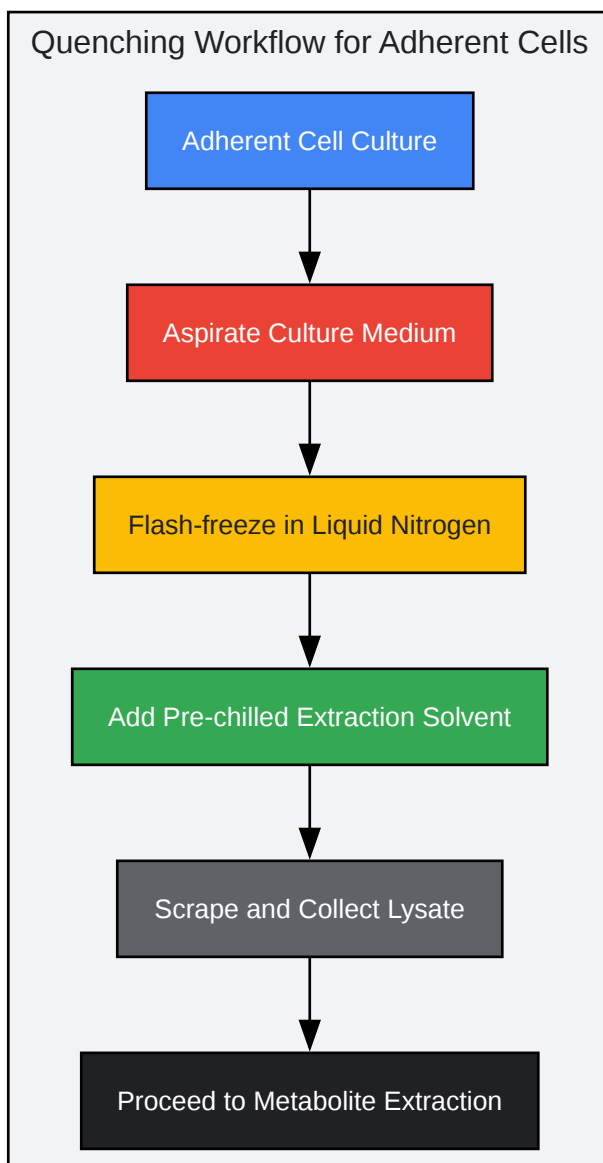 Quenching Workflow for Adherent Cells
Adherent Cell Culture
Aspirate Culture Medium
Flash-freeze in Liquid Nitrogen
Add Pre-chilled Extraction Solvent
Scrape and Collect Lysate
Proceed to Metabolite Extraction